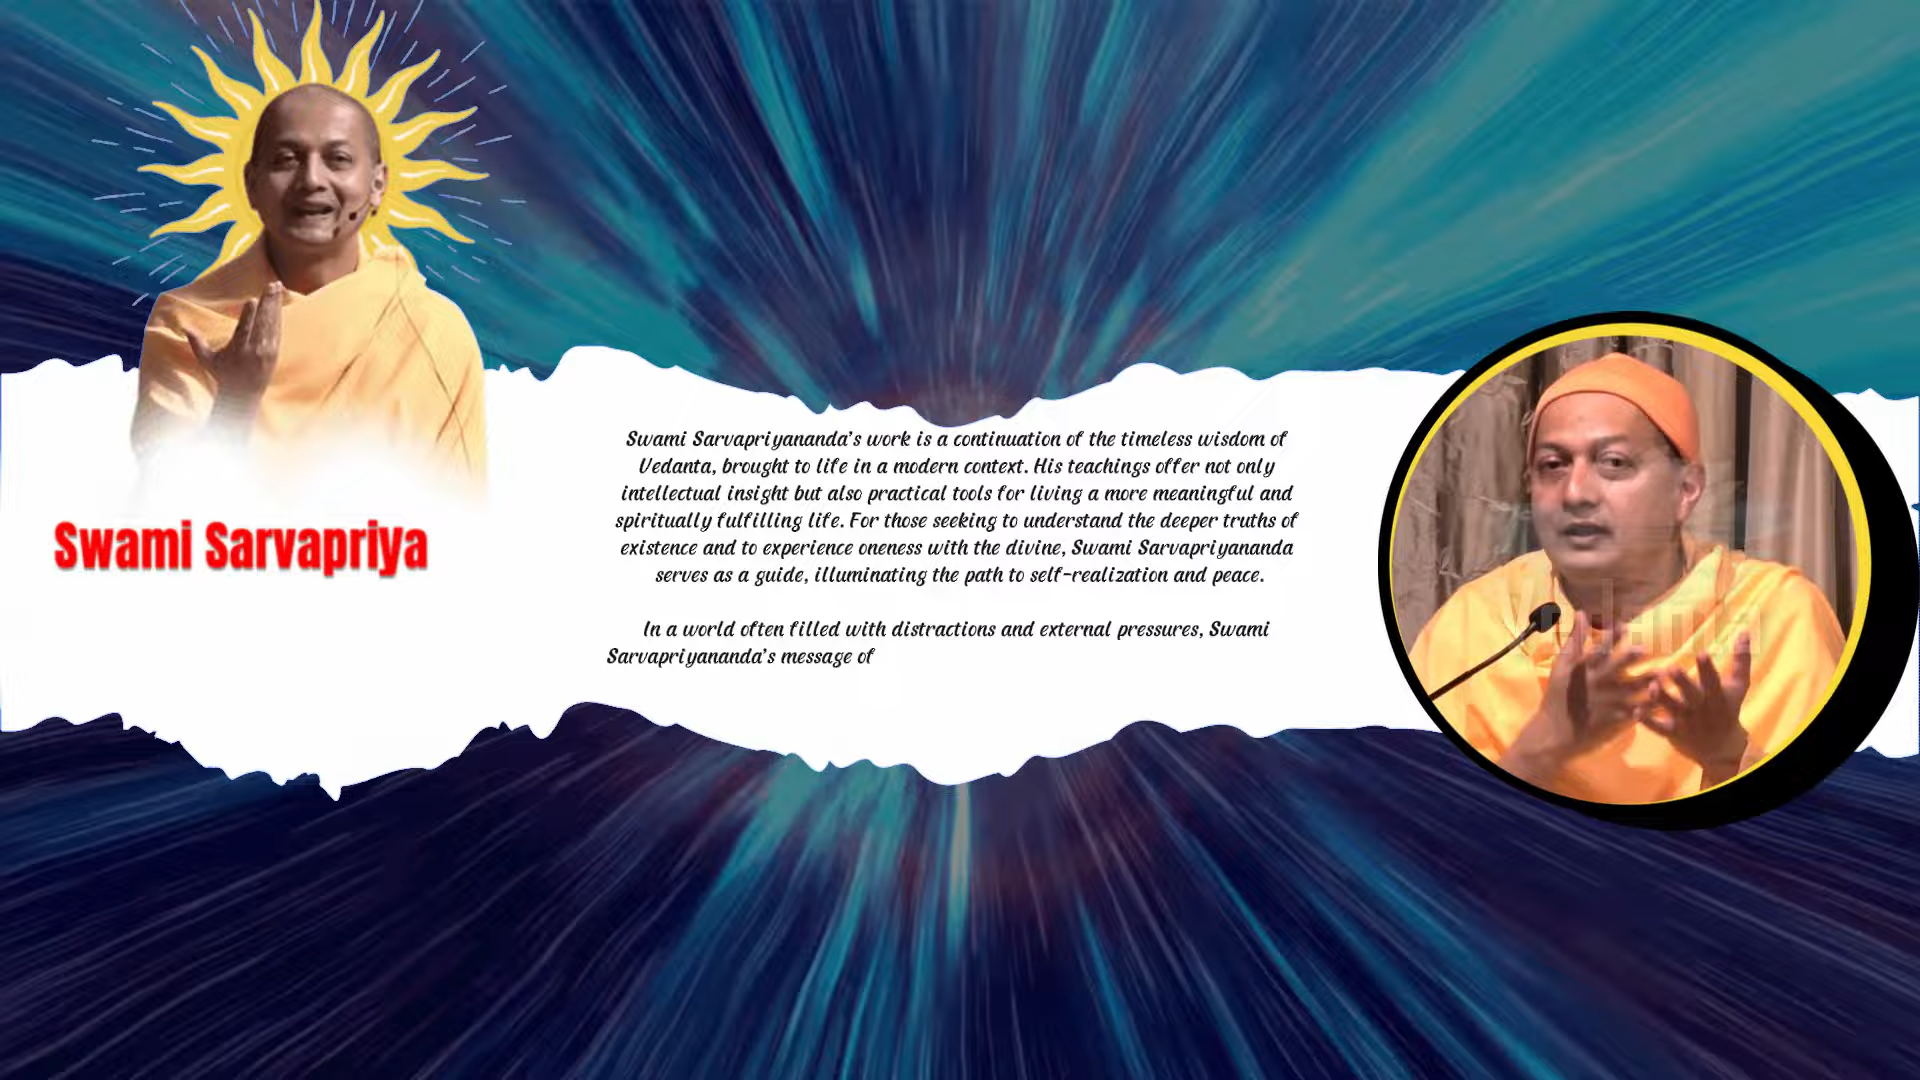 Swami Sarvapriya
Swami Sarvapriyananda's work is a continuation of the timeless wisdom of
Vedanta, brought to life in a modern context. His teachings offer not only
intellectual insight but also practical tools for living a more meaningful and
spiritually fulfilling life. For those seeking to understand the deeper truths of
existence and to experience oneness with the divine, Swami Sarvapriyananda
serves as a guide, illuminating the path to self-realization and peace.
In a world often filled with distractions and external pressures, Swami
Sarvapriyananda's message of
Vedanta